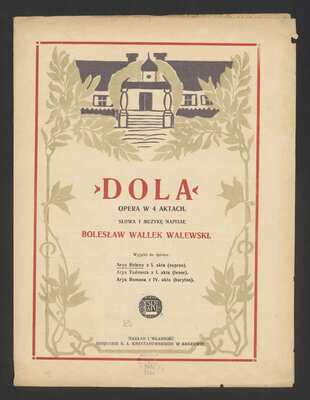 ›DOLA‹
OPERA W 4 AKTACH.
SŁOWA I MUZYKĘ NAPISAŁ
BOLESŁAW WALLEK WALEWSKI.
Wyjątki do śpiewu:
Arya Heleny z I. aktu (sopran).
Arya Tadeusza z I. aktu (tenor).
Arya Romana z IV. aktu (baryton).
NAKŁAD I WŁASNOŚĆ
KSIĘGARNI S. A. KRZYŻANOWSKIEGO W KRAKOWIE.